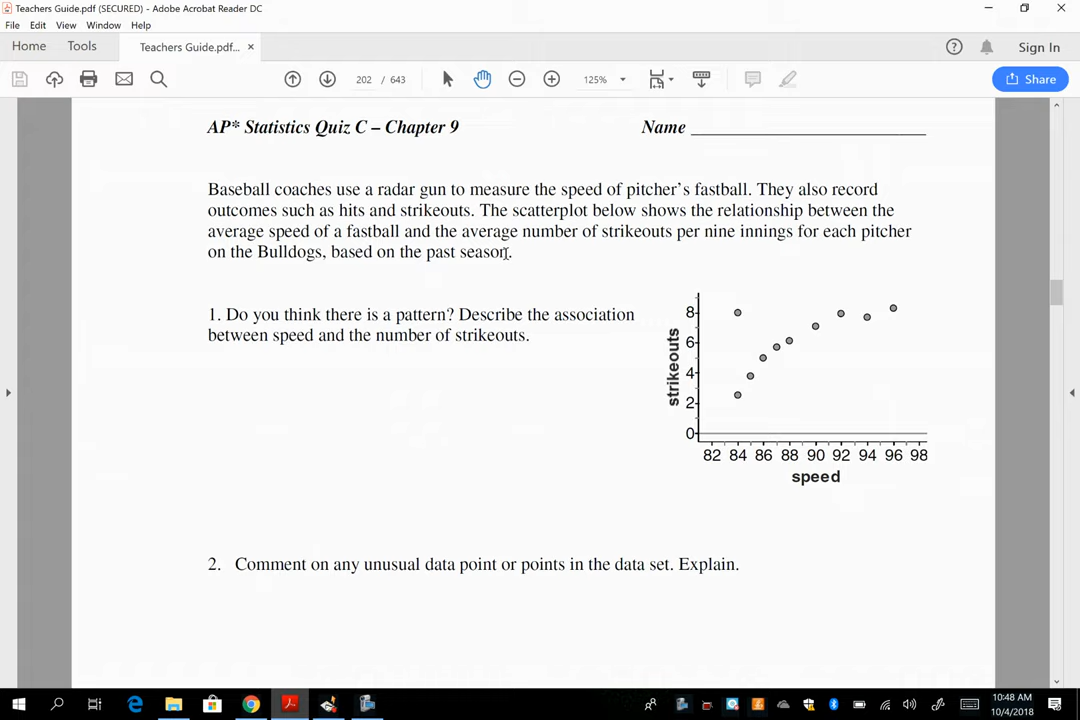 Teachers Guide.pdf (SECURED) - Adobe Acrobat Reader DC
File Edit View Window Help
Home Tools Teachers Guide.pdf... × Sign In
202 / 643 125% Share
AP* Statistics Quiz C – Chapter 9 Name
Baseball coaches use a radar gun to measure the speed of pitcher's fastball. They also record
outcomes such as hits and strikeouts. The scatterplot below shows the relationship between the
average speed of a fastball and the average number of strikeouts per nine innings for each pitcher
on the Bulldogs, based on the past season.
1. Do you think there is a pattern? Describe the association
between speed and the number of strikeouts.
strikeouts
8
6
4
2
0
82 84 86 88 90 92 94 96 98
speed
2. Comment on any unusual data point or points in the data set. Explain.
10:48 AM
10/4/2018